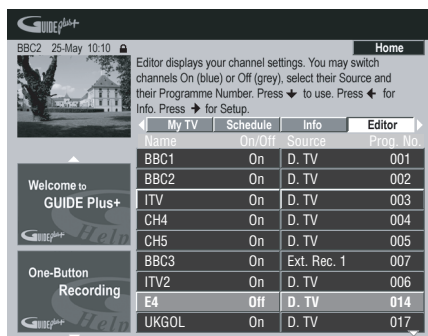 GUIDE plus+
BBC2 25-May 10:10
Home
Editor displays your channel settings. You may switch
channels On (blue) or Off (grey), select their Source and
their Programme Number. Press ↓ to use. Press ← for
Info. Press → for Setup.
My TV Schedule Info Editor
Name On/Off Source Prog. No.
BBC1 On D. TV 001
BBC2 On D. TV 002
ITV On D. TV 003
CH4 On D. TV 004
CH5 On D. TV 005
BBC3 On Ext. Rec. 1 007
ITV2 On D. TV 006
E4 Off D. TV 014
UKGOL On D. TV 017
Welcome to
GUIDE Plus+
GUIDE plus+ Help
One-Button
Recording
GUIDE plus+ Help